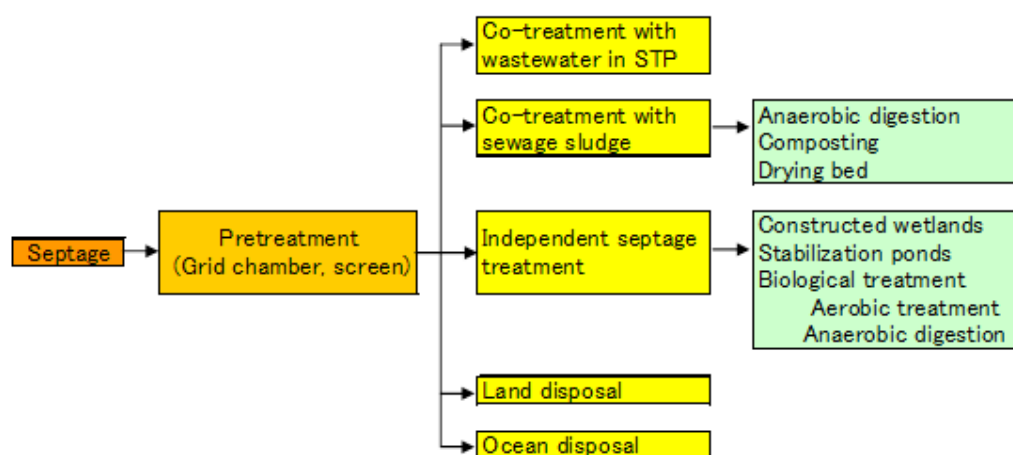 Co-treatment with
wastewater in STP
Co-treatment with
sewage sludge
Anaerobic digestion
Composting
Drying bed
Septage
Pretreatment
(Grid chamber, screen)
Independent septage
treatment
Constructed wetlands
Stabilization ponds
Biological treatment
Aerobic treatment
Anaerobic digestion
Land disposal
Ocean disposal